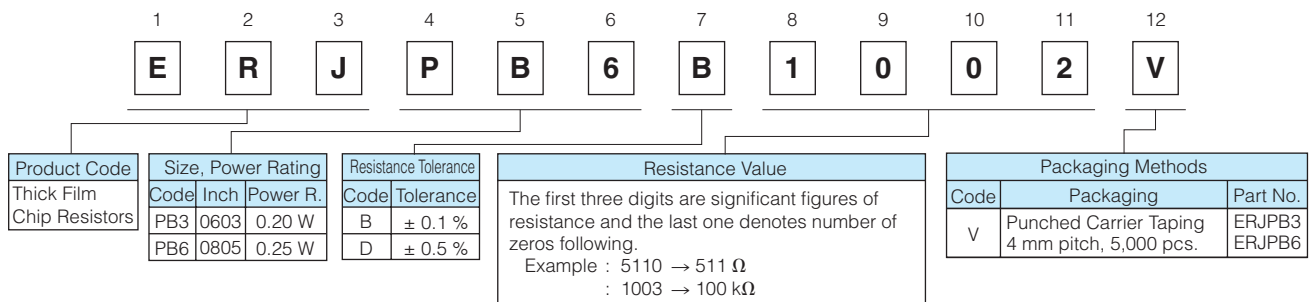 1 2 3 4 5 6 7 8 9 10 11 12
E R J P B 6 B 1 0 0 2 V
Product Code
Thick Film
Chip Resistors
Size, Power Rating
Code Inch Power R.
PB3 0603 0.20 W
PB6 0805 0.25 W
Resistance Tolerance
Code Tolerance
B ± 0.1 %
D ± 0.5 %
Resistance Value
The first three digits are significant figures of
resistance and the last one denotes number of
zeros following.
Example : 5110 → 511 Ω
: 1003 → 100 kΩ
Packaging Methods
Code Packaging Part No.
V Punched Carrier Taping ERJPB3
4 mm pitch, 5,000 pcs. ERJPB6